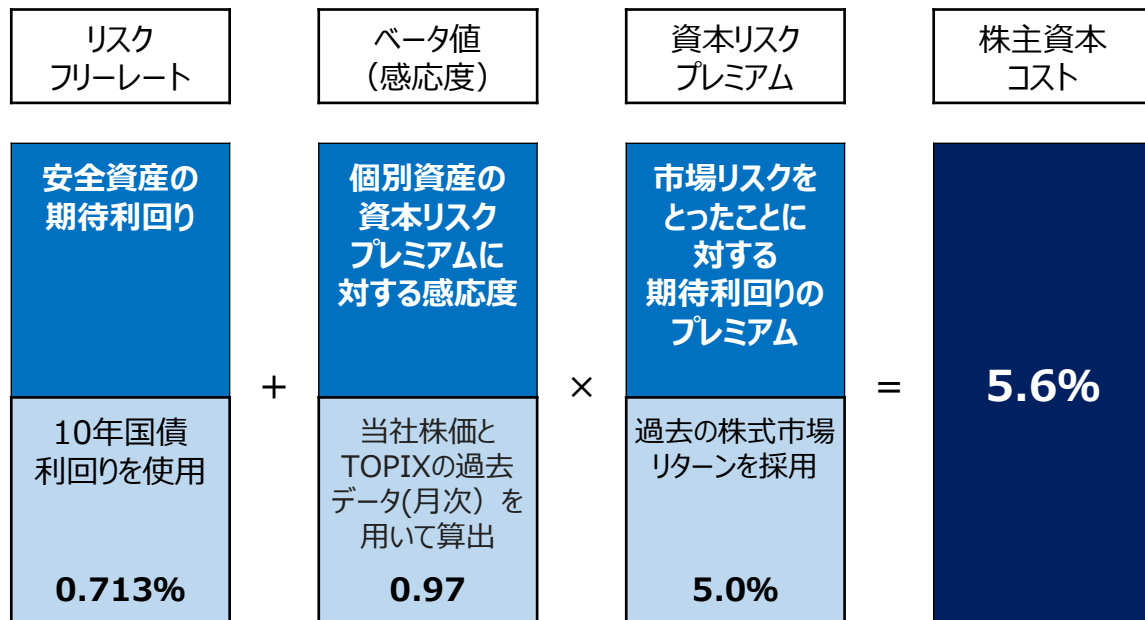 リスク
フリーレート
ベータ値
（感応度）
資本リスク
プレミアム
株主資本
コスト
安全資産の
期待利回り
10年国債
利回りを使用
0.713%
+
個別資産の
資本リスク
プレミアムに
対する感応度
当社株価と
TOPIXの過去
データ(月次）を
用いて算出
0.97
×
市場リスクを
とったことに
対する
期待利回りの
プレミアム
過去の株式市場
リターンを採用
5.0%
=
5.6%